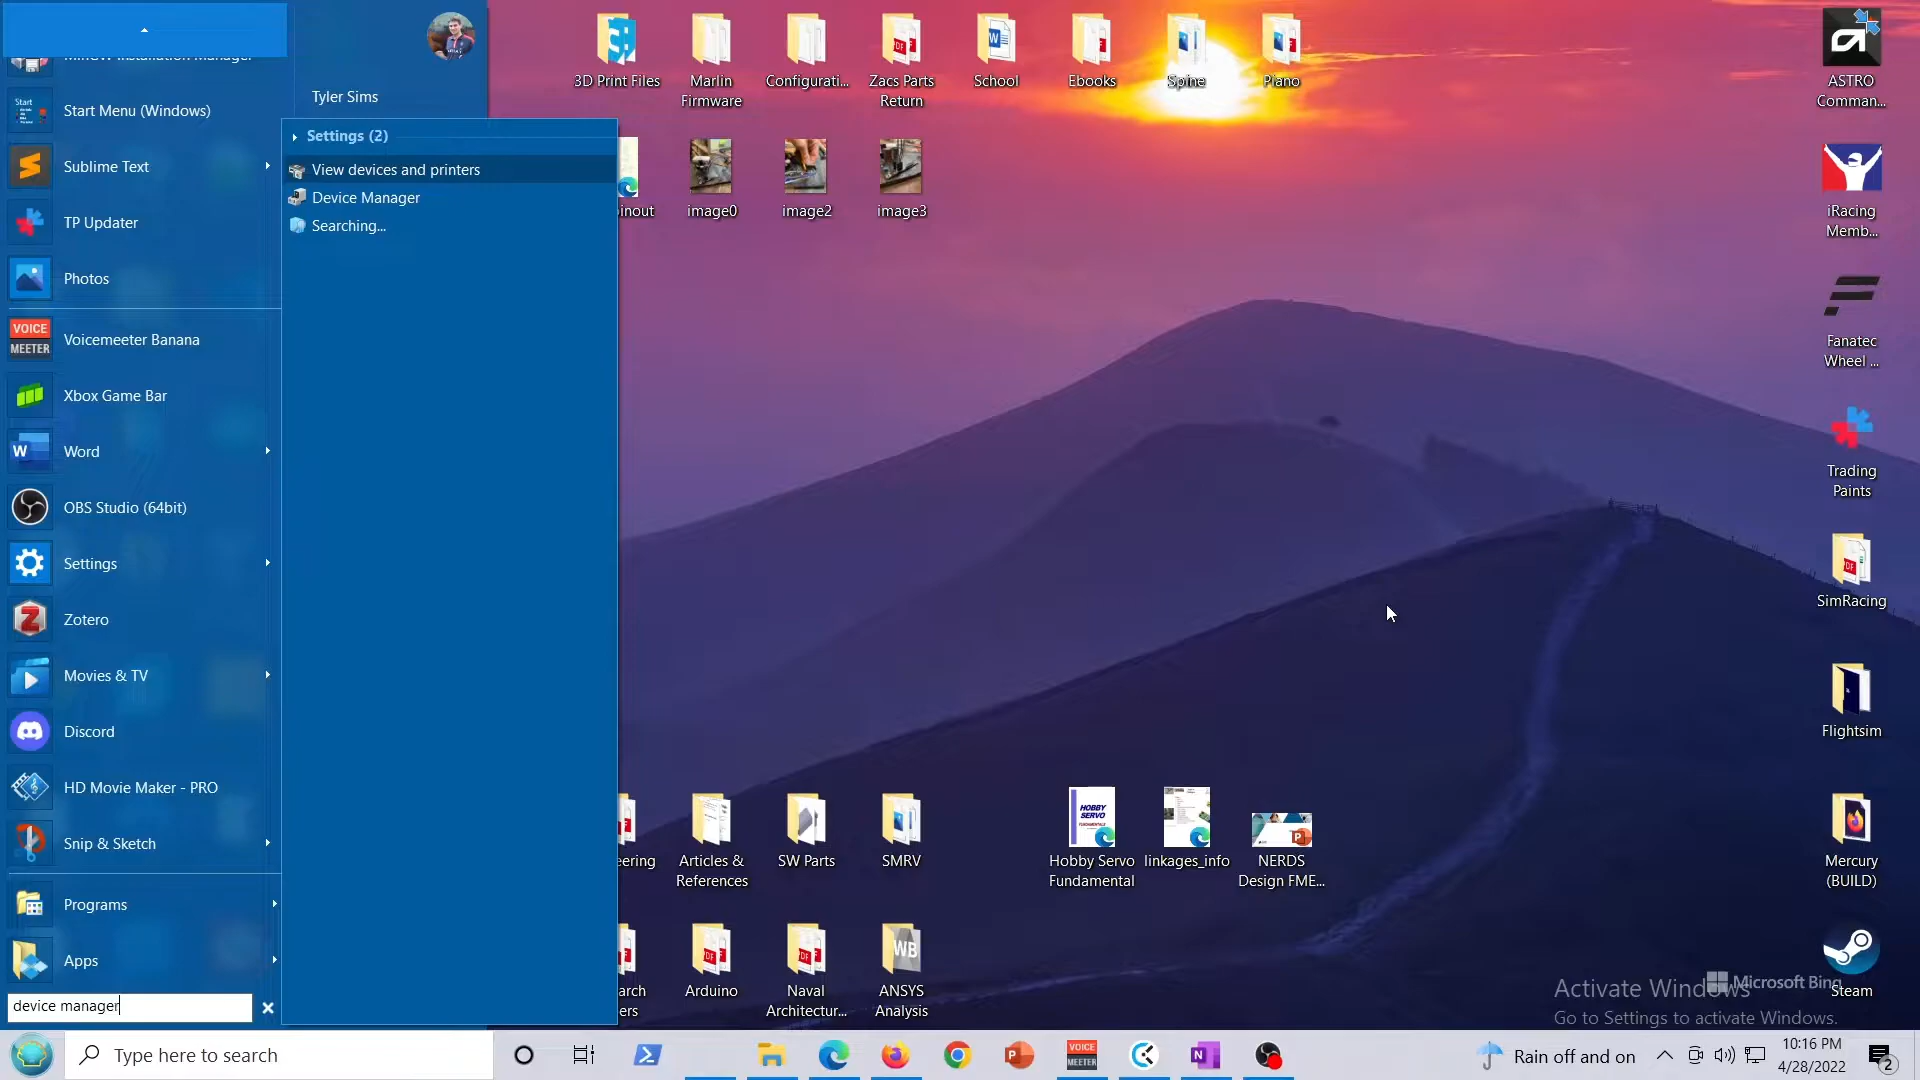 Start Menu (Windows)
Sublime Text
TP Updater
Photos
VOICE
MEETER
Voicemeeter Banana
Xbox Game Bar
Word
OBS Studio (64bit)
Settings
Zotero
Movies & TV
Discord
HD Movie Maker - PRO
Snip & Sketch
Programs
Apps
device manager
Tyler Sims
Settings (2)
View devices and printers
Device Manager
Searching...
3D Print Files
Marlin
Firmware
Configurati...
Zacs Parts
Return
School
Ebooks
Spine
Piano
inout
image0
image2
image3
eering
Articles &
References
SW Parts
SMRV
HOBBY
SERVO
Hobby Servo
Fundamental
linkages_info
NERDS
Design FME...
arch
ers
Arduino
Naval
Architectur...
WB
ANSYS
Analysis
ASTRO
Comman...
iRacing
Memb...
Fanatec
Wheel ...
Trading
Paints
SimRacing
Flightsim
Mercury
(BUILD)
Steam
Microsoft Bing
Activate Windows
Go to Settings to activate Windows.
Type here to search
VOICE
MEETER
Rain off and on
10:16 PM
4/28/2022
2